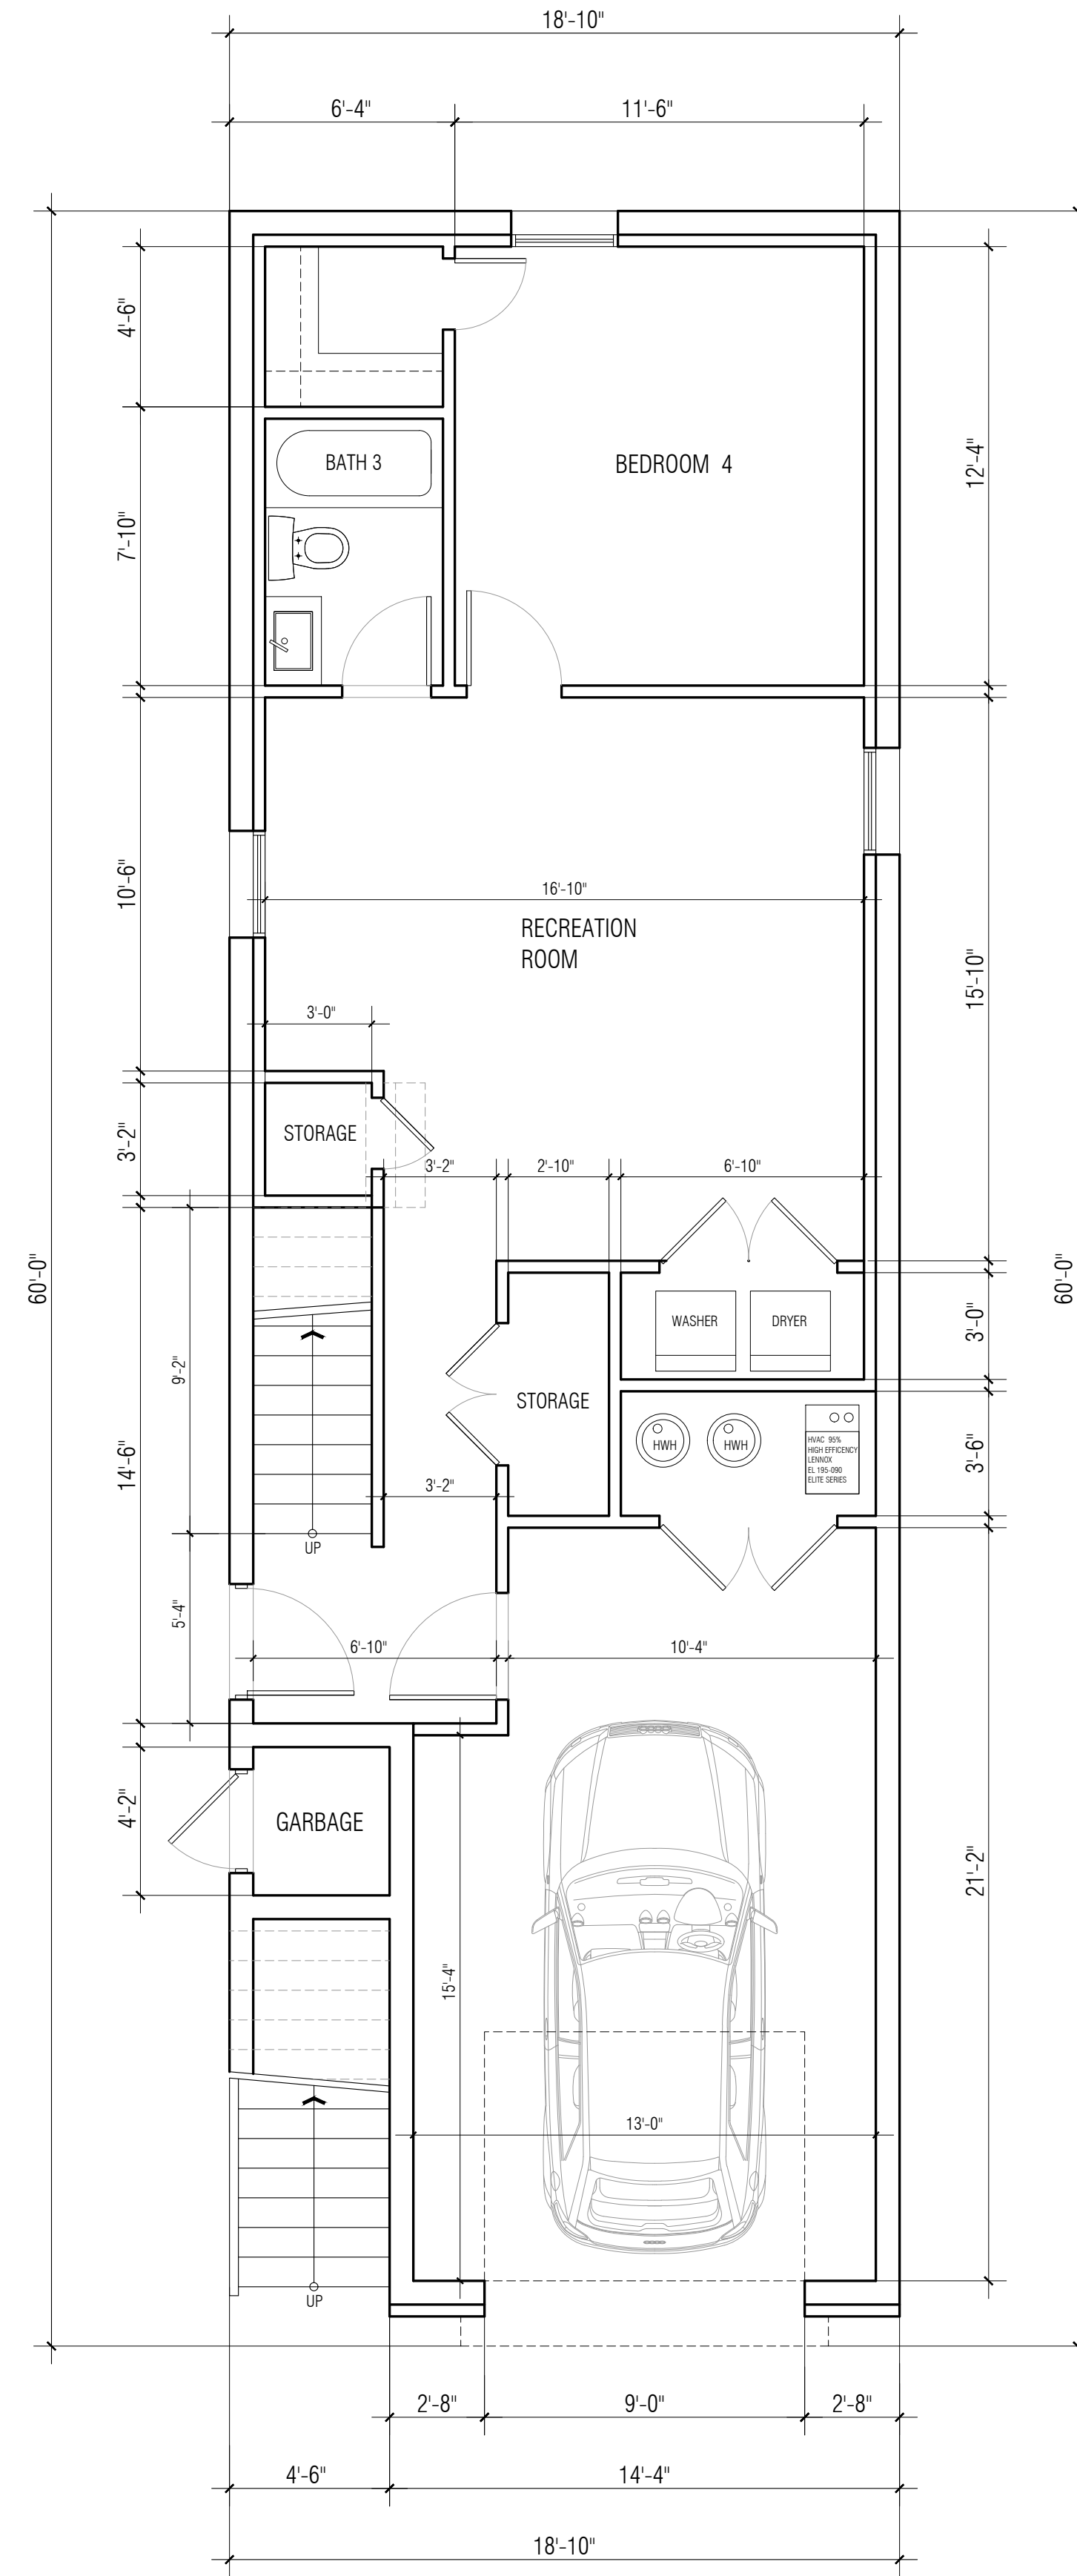 18'-10"
6'-4"
11'-6"
4'-6"
BATH 3
BEDROOM 4
12'-4"
7'-10"
10'-6"
16'-10"
RECREATION
ROOM
15'-10"
3'-0"
STORAGE
3'-2"
3'-2"
2'-10"
6'-10"
60'-0"
60'-0"
WASHER
DRYER
3'-0"
9'-2"
STORAGE
14'-6"
HWH
HWH
HVAC 95%
HIGH EFFICENCY
LENNOX
EL 195-090
ELITE SERIES
3'-6"
3'-2"
UP
5'-4"
6'-10"
10'-4"
4'-2"
GARBAGE
21'-2"
15'-4"
13'-0"
UP
2'-8"
9'-0"
2'-8"
4'-6"
14'-4"
18'-10"